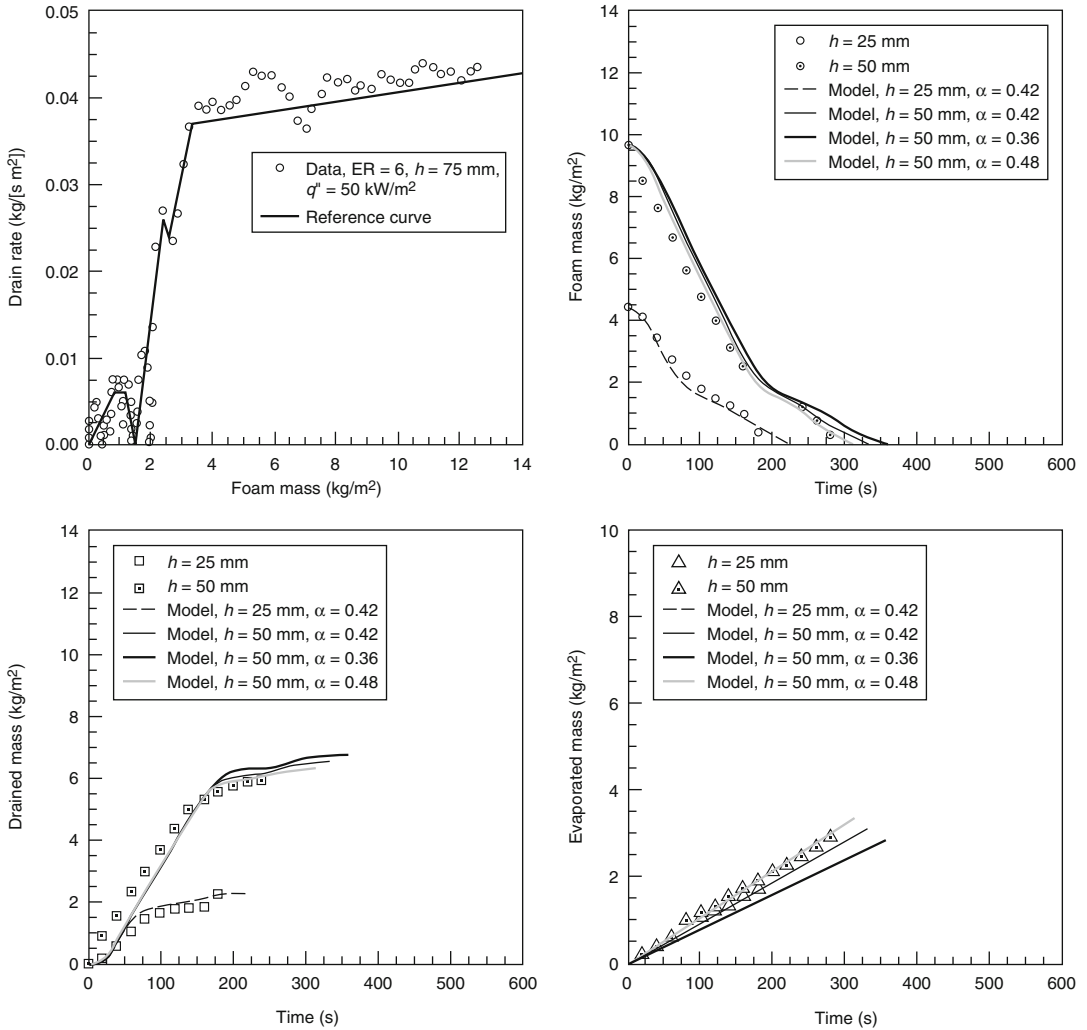 0.05
0.04
0.03
0.02
0.01
0.00
Drain rate (kg/[s m²])
Data, ER = 6, h = 75 mm,
q" = 50 kW/m²
Reference curve
0 2 4 6 8 10 12 14
Foam mass (kg/m²)
14
12
10
8
6
4
2
0
Foam mass (kg/m²)
h = 25 mm
h = 50 mm
Model, h = 25 mm, α = 0.42
Model, h = 50 mm, α = 0.42
Model, h = 50 mm, α = 0.36
Model, h = 50 mm, α = 0.48
0 100 200 300 400 500 600
Time (s)
14
12
10
8
6
4
2
0
Drained mass (kg/m²)
h = 25 mm
h = 50 mm
Model, h = 25 mm, α = 0.42
Model, h = 50 mm, α = 0.42
Model, h = 50 mm, α = 0.36
Model, h = 50 mm, α = 0.48
0 100 200 300 400 500 600
Time (s)
10
8
6
4
2
0
Evaporated mass (kg/m²)
h = 25 mm
h = 50 mm
Model, h = 25 mm, α = 0.42
Model, h = 50 mm, α = 0.42
Model, h = 50 mm, α = 0.36
Model, h = 50 mm, α = 0.48
0 100 200 300 400 500 600
Time (s)